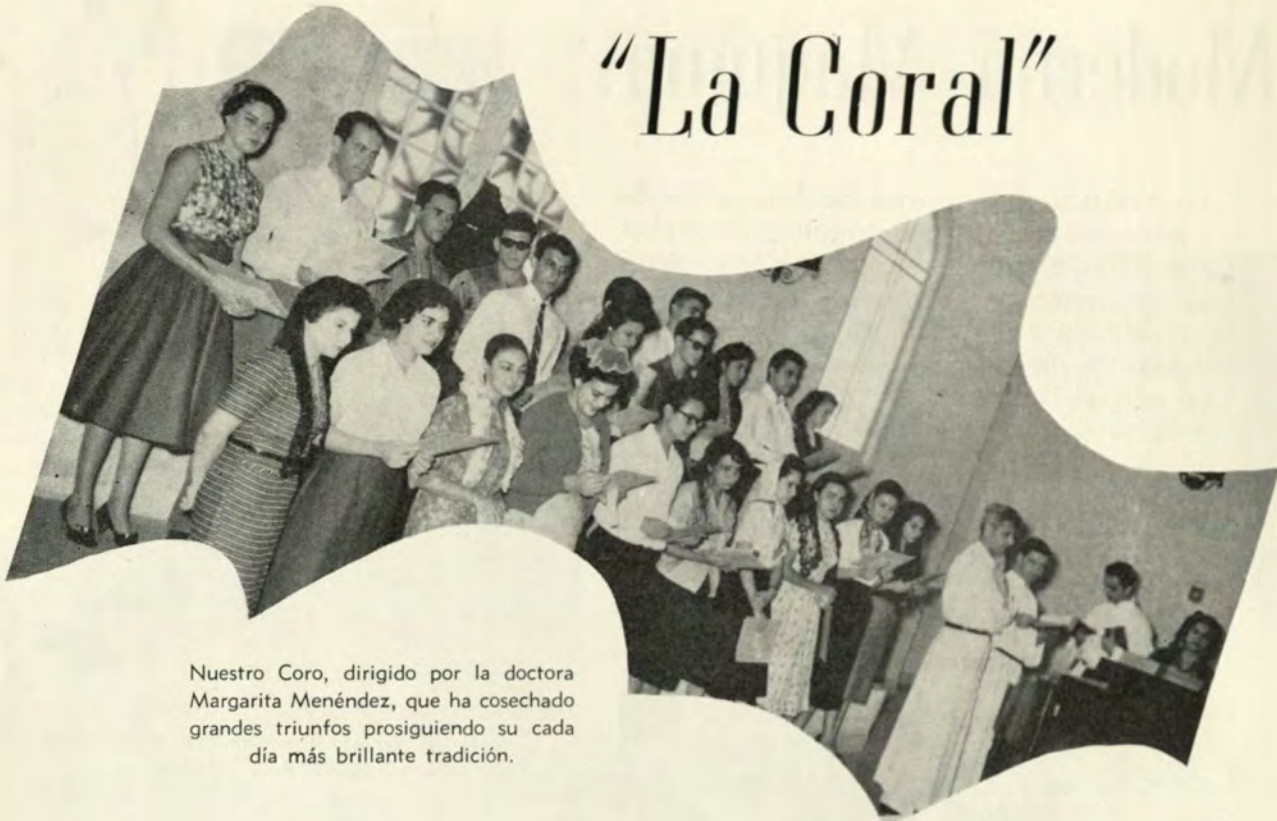 "La Coral"
Nuestro Coro, dirigido por la doctora
Margarita Menéndez, que ha cosechado
grandes triunfos prosiguiendo su cada
día más brillante tradición.